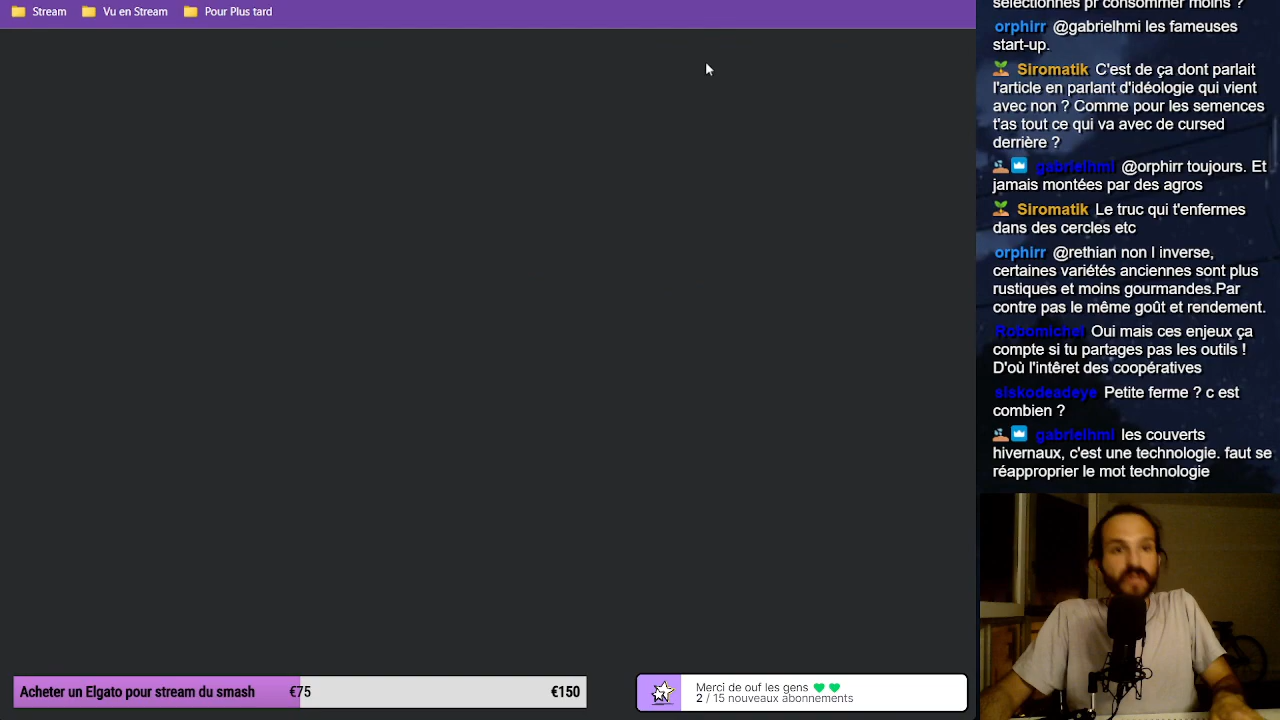 Stream
Vu en Stream
Pour Plus tard
sélectionnés pr consommer moins ?
orphirr @gabrielhmi les fameuses
start-up.
Siromatik C'est de ça dont parlait
l'article en parlant d'idéologie qui vient
avec non ? Comme pour les semences
t'as tout ce qui va avec de cursed
derrière ?
gabrielhmi @orphirr toujours. Et
jamais montées par des agros
Siromatik Le truc qui t'enfermes
dans des cercles etc
orphirr @rethian non l inverse,
certaines variétés anciennes sont plus
rustiques et moins gourmandes.Par
contre pas le même goût et rendement.
Robomichel Oui mais ces enjeux ça
compte si tu partages pas les outils !
D'où l'intêret des coopératives
siskodeadeye Petite ferme ? c est
combien ?
gabrielhmi les couverts
hivernaux, c'est une technologie. faut se
réapproprier le mot technologie
Acheter un Elgato pour stream du smash €75 €150
Merci de ouf les gens 💚 💚
2 / 15 nouveaux abonnements